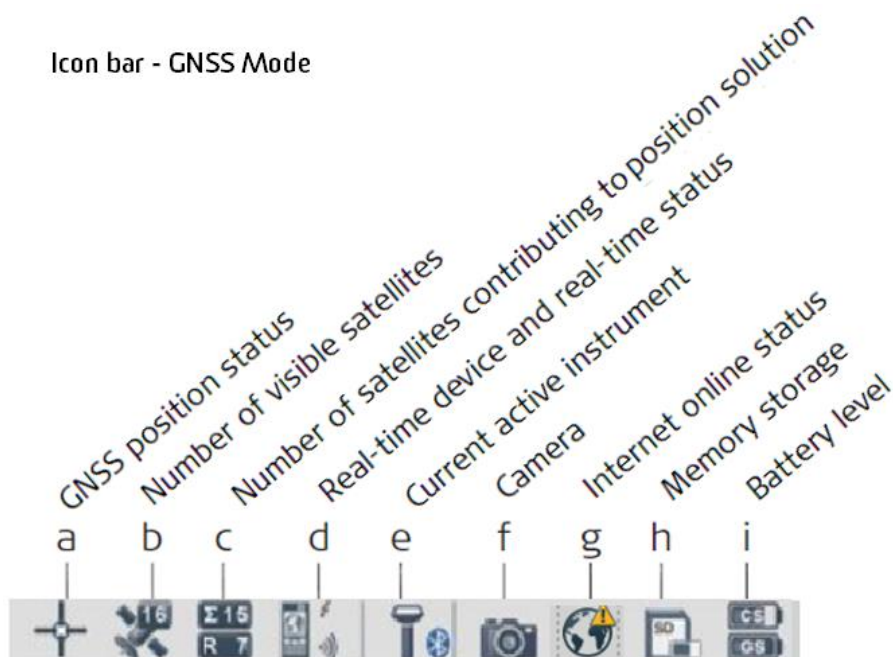 Icon bar - GNSS Mode
GNSS position status
Number of visible satellites
Number of satellites contributing to position solution
Real-time device and real-time status
Current active instrument
Camera
Internet online status
Memory storage
Battery level
a b c d e f g h i
16 Σ 15 SD CS
R 7 GS